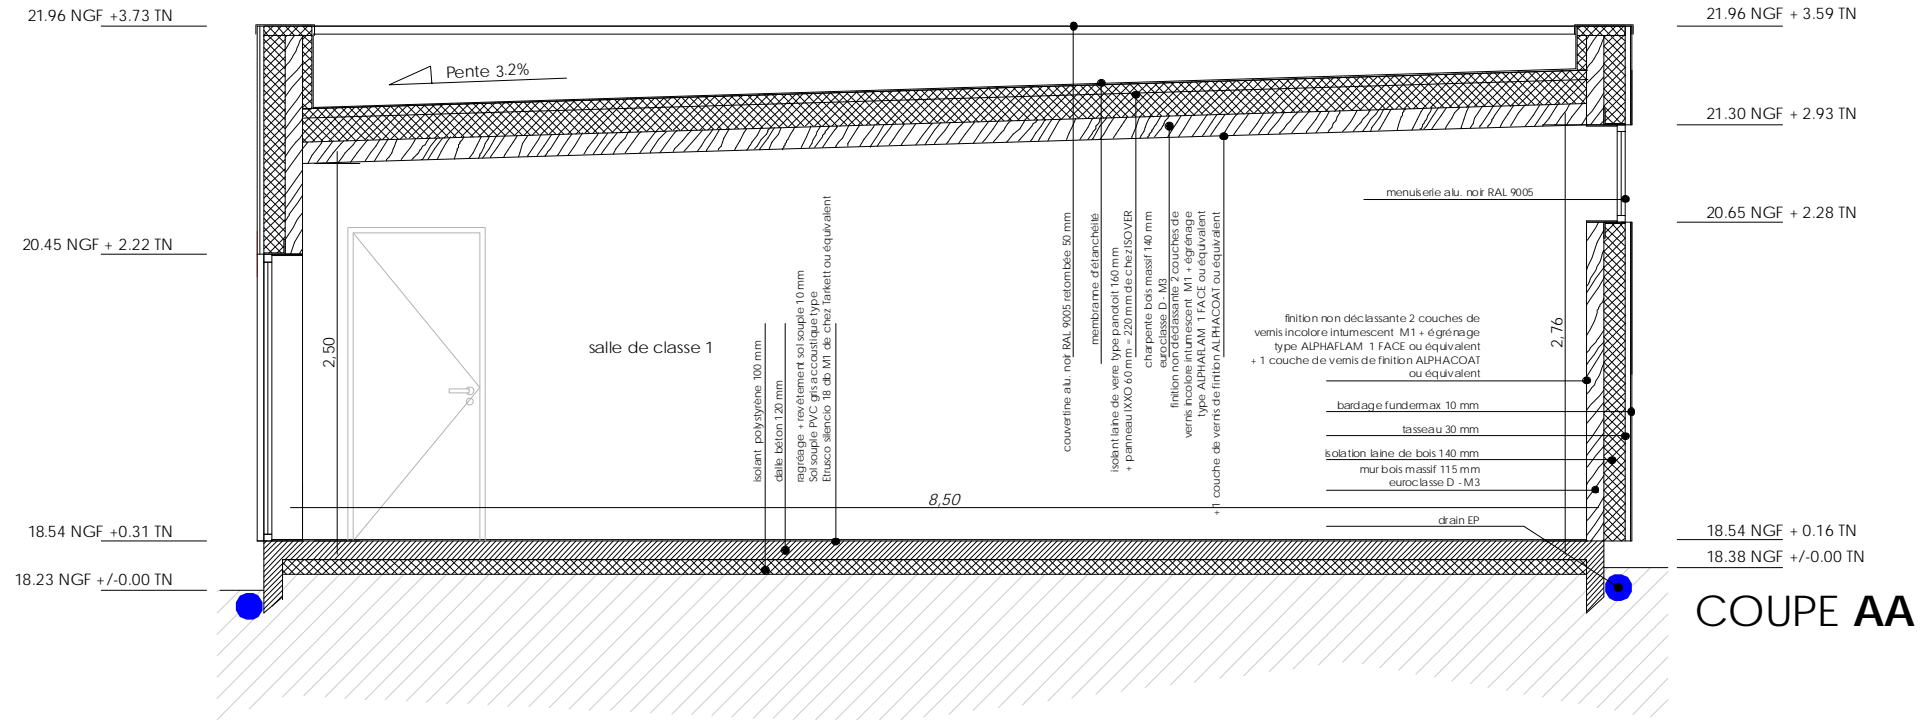 21.96 NGF +3.73 TN
21.96 NGF + 3.59 TN
Pente 3.2%
21.30 NGF + 2.93 TN
menuiserie alu. noir RAL 9005
20.65 NGF + 2.28 TN
20.45 NGF + 2.22 TN
2,50
salle de classe 1
isolant polystyrène 100 mm
dalle béton 120 mm
ragréage + revêtement sol souple 10 mm
Sol souple PVC gris accoustique type
Etrusco silencio 18 db M1 de chez Tarkett ou équivalent
couvertine alu. noir RAL 9005 retombée 50 mm
membranne d'étanchéité
isolant laine de verre type panotoit 160 mm
+ panneau IXXO 60 mm = 220 mm de chez ISOVER
charpente bois massif 140 mm
euroclasse D - M3
finition non déclassante 2 couches de
vernis incolore intumescent M1 + égrénage
type ALPHAFLAM 1 FACE ou équivalent
+1 couche de vernis de finition ALPHACOAT ou équivalent
2,76
finition non déclassante 2 couches de
vernis incolore intumescent M1 + égrénage
type ALPHAFLAM 1 FACE ou équivalent
+ 1 couche de vernis de finition ALPHACOAT
ou équivalent
bardage fundermax 10 mm
tasseau 30 mm
isolation laine de bois 140 mm
mur bois massif 115 mm
euroclasse D - M3
8,50
drain EP
18.54 NGF +0.31 TN
18.54 NGF + 0.16 TN
18.38 NGF +/-0.00 TN
18.23 NGF +/-0.00 TN
COUPE AA